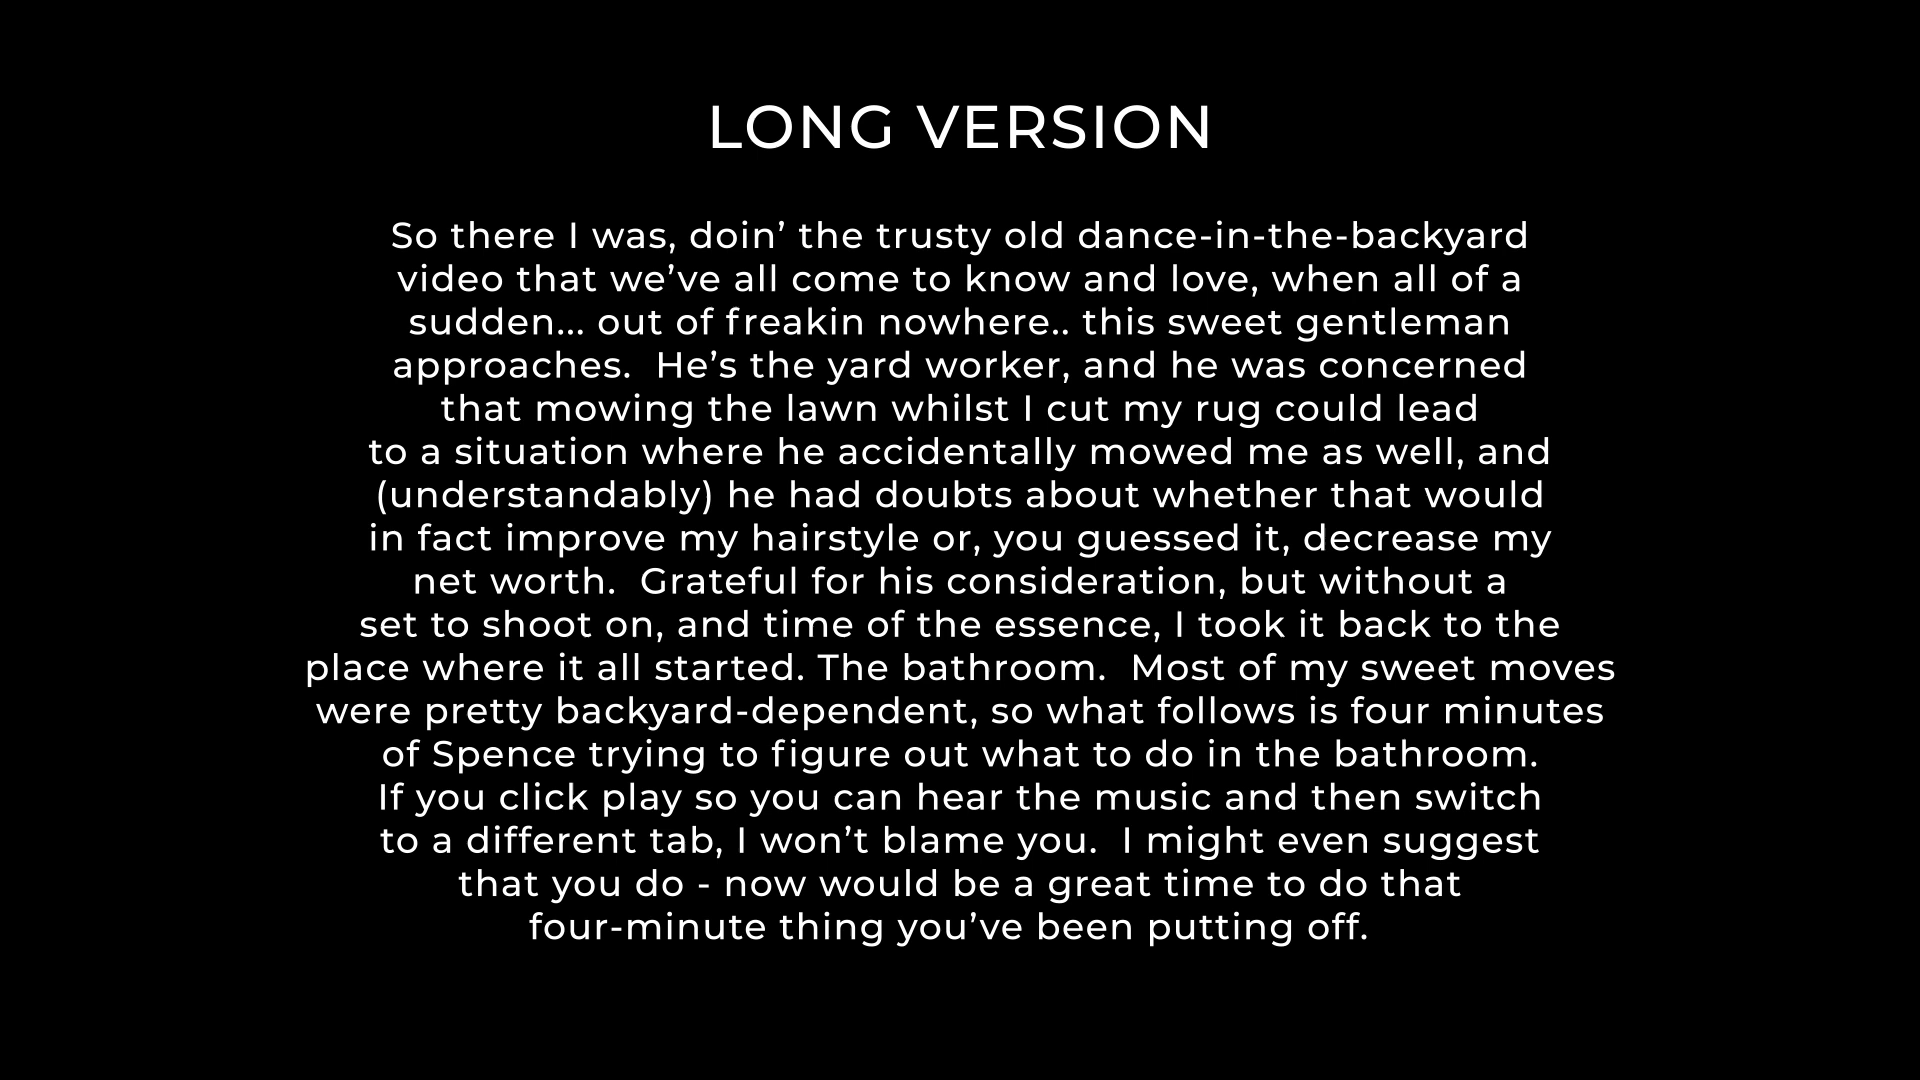 LONG VERSION
So there I was, doin’ the trusty old dance-in-the-backyard
video that we’ve all come to know and love, when all of a
sudden... out of freakin nowhere.. this sweet gentleman
approaches.  He’s the yard worker, and he was concerned
that mowing the lawn whilst I cut my rug could lead
to a situation where he accidentally mowed me as well, and
(understandably) he had doubts about whether that would
in fact improve my hairstyle or, you guessed it, decrease my
net worth.  Grateful for his consideration, but without a
set to shoot on, and time of the essence, I took it back to the
place where it all started. The bathroom.  Most of my sweet moves
were pretty backyard-dependent, so what follows is four minutes
of Spence trying to figure out what to do in the bathroom.
If you click play so you can hear the music and then switch
to a different tab, I won’t blame you.  I might even suggest
that you do - now would be a great time to do that
four-minute thing you’ve been putting off.